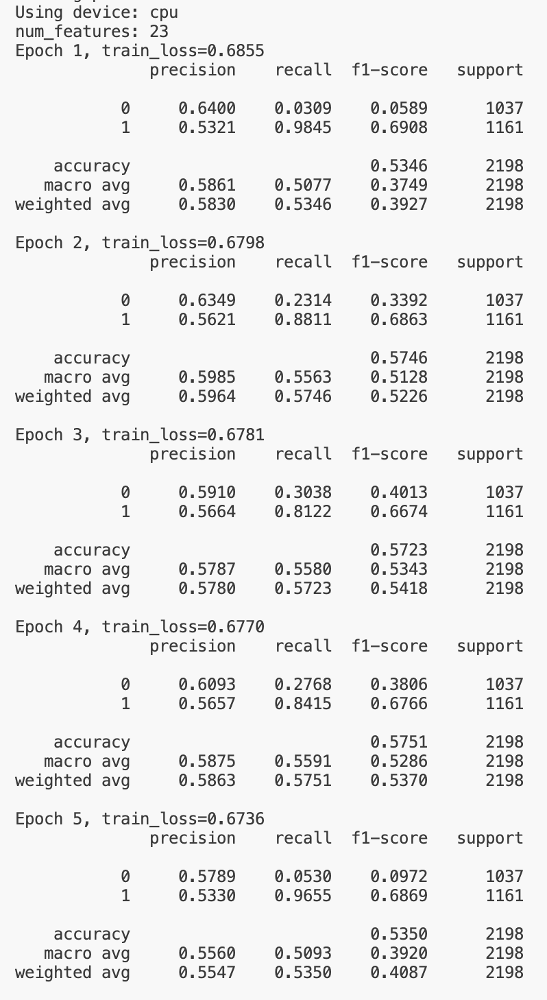 Using device: cpu
num_features: 23
Epoch 1, train_loss=0.6855
precision recall f1-score support
0 0.6400 0.0309 0.0589 1037
1 0.5321 0.9845 0.6908 1161
accuracy 0.5346 2198
macro avg 0.5861 0.5077 0.3749 2198
weighted avg 0.5830 0.5346 0.3927 2198
Epoch 2, train_loss=0.6798
precision recall f1-score support
0 0.6349 0.2314 0.3392 1037
1 0.5621 0.8811 0.6863 1161
accuracy 0.5746 2198
macro avg 0.5985 0.5563 0.5128 2198
weighted avg 0.5964 0.5746 0.5226 2198
Epoch 3, train_loss=0.6781
precision recall f1-score support
0 0.5910 0.3038 0.4013 1037
1 0.5664 0.8122 0.6674 1161
accuracy 0.5723 2198
macro avg 0.5787 0.5580 0.5343 2198
weighted avg 0.5780 0.5723 0.5418 2198
Epoch 4, train_loss=0.6770
precision recall f1-score support
0 0.6093 0.2768 0.3806 1037
1 0.5657 0.8415 0.6766 1161
accuracy 0.5751 2198
macro avg 0.5875 0.5591 0.5286 2198
weighted avg 0.5863 0.5751 0.5370 2198
Epoch 5, train_loss=0.6736
precision recall f1-score support
0 0.5789 0.0530 0.0972 1037
1 0.5330 0.9655 0.6869 1161
accuracy 0.5350 2198
macro avg 0.5560 0.5093 0.3920 2198
weighted avg 0.5547 0.5350 0.4087 2198